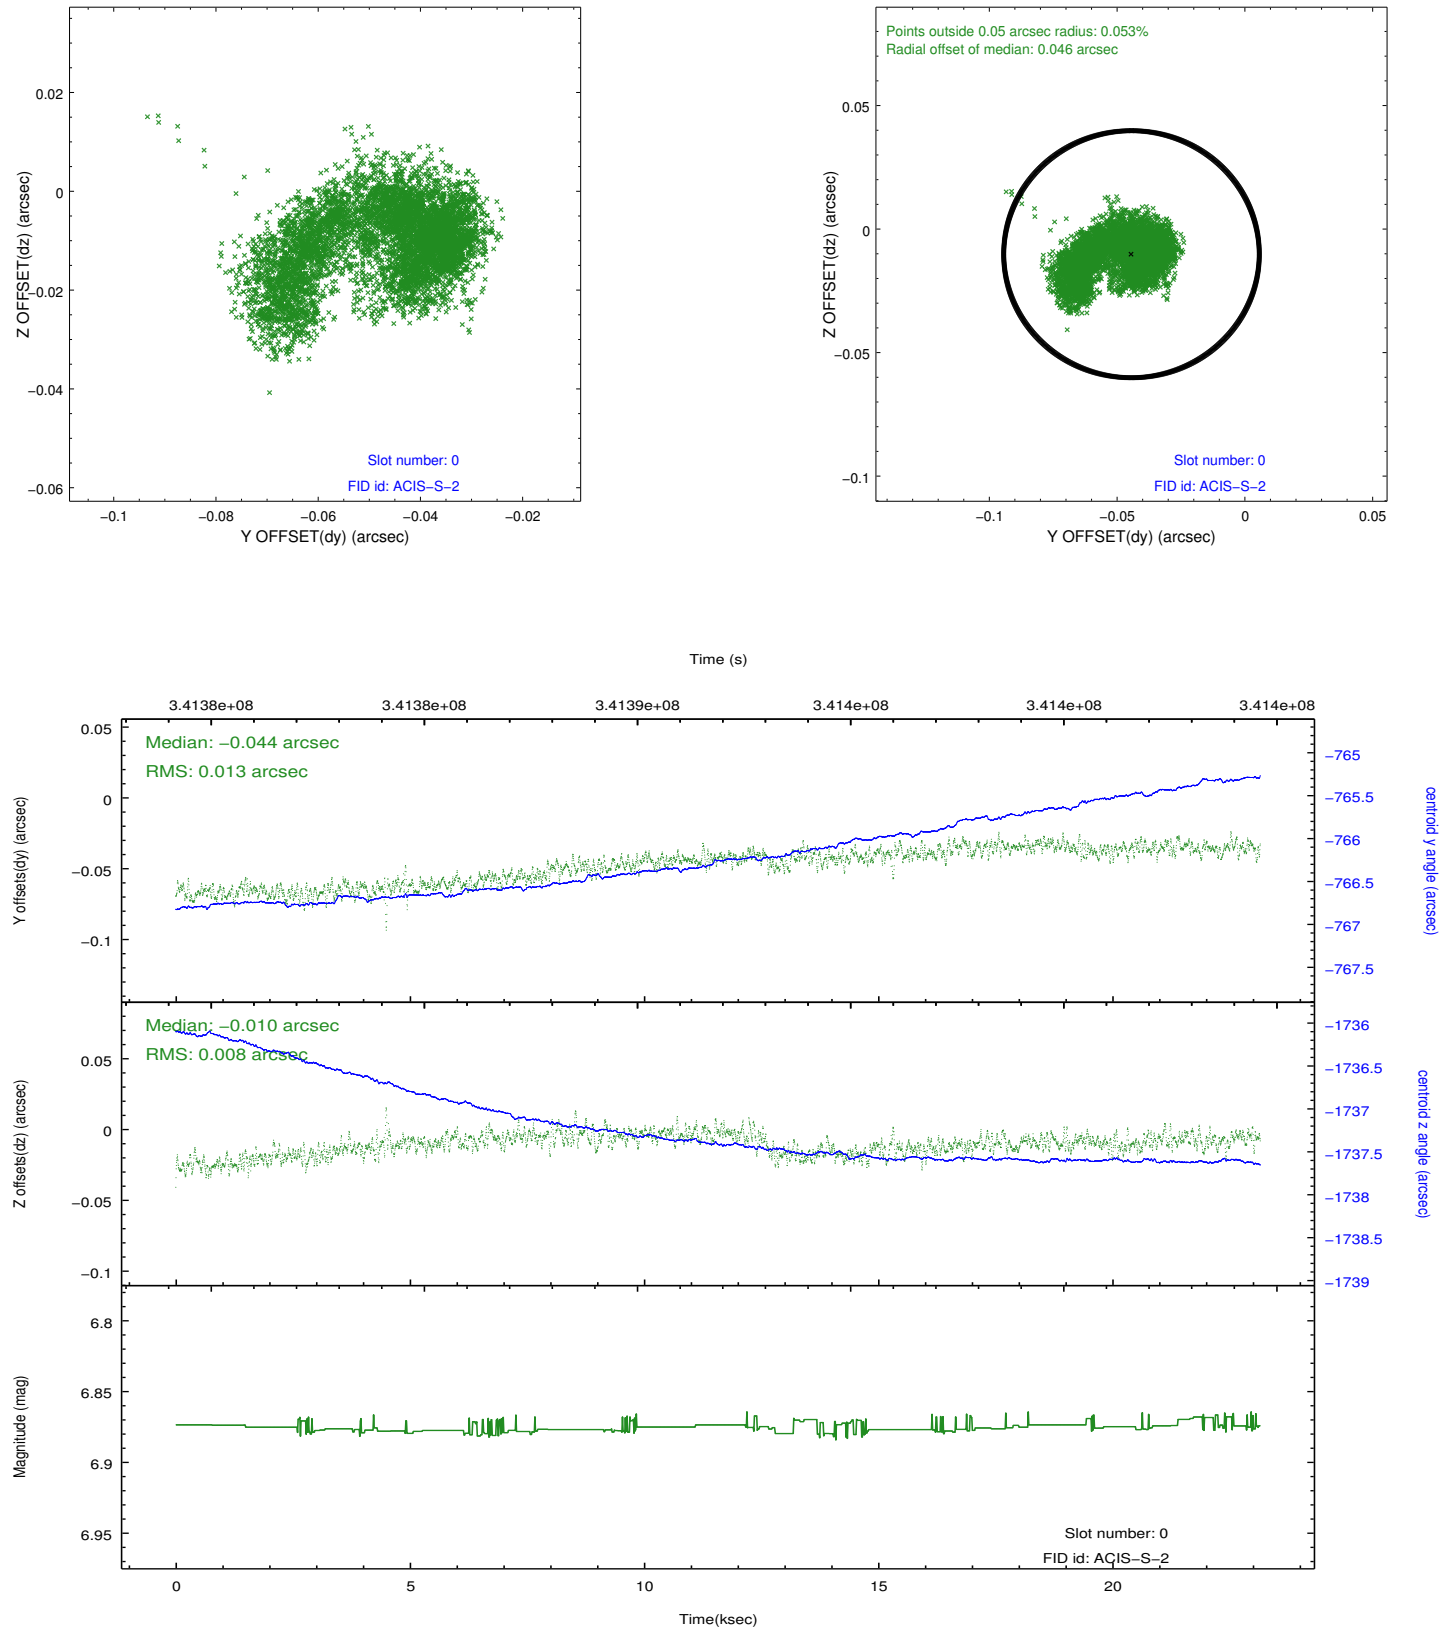 0.02
0
−0.02
−0.04
−0.06
−0.1
−0.08
−0.06
−0.04
−0.02
Z OFFSET(dz) (arcsec)
Y OFFSET(dy) (arcsec)
Slot number: 0
FID id: ACIS−S−2
Points outside 0.05 arcsec radius: 0.053%
Radial offset of median: 0.046 arcsec
0.05
0
−0.05
−0.1
−0.1
−0.05
0
0.05
Z OFFSET(dz) (arcsec)
Y OFFSET(dy) (arcsec)
Slot number: 0
FID id: ACIS−S−2
Time (s)
3.4138e+08
3.4138e+08
3.4139e+08
3.414e+08
3.414e+08
3.414e+08
Median: −0.044 arcsec
RMS: 0.013 arcsec
0.05
0
−0.05
−0.1
Y offsets(dy) (arcsec)
−765
−765.5
−766
−766.5
−767
−767.5
centroid y angle (arcsec)
Median: −0.010 arcsec
RMS: 0.008 arcsec
0.05
0
−0.05
−0.1
Z offsets(dz) (arcsec)
−1736
−1736.5
−1737
−1737.5
−1738
−1738.5
−1739
centroid z angle (arcsec)
6.8
6.85
6.9
6.95
Magnitude (mag)
Slot number: 0
FID id: ACIS−S−2
0
5
10
15
20
Time(ksec)